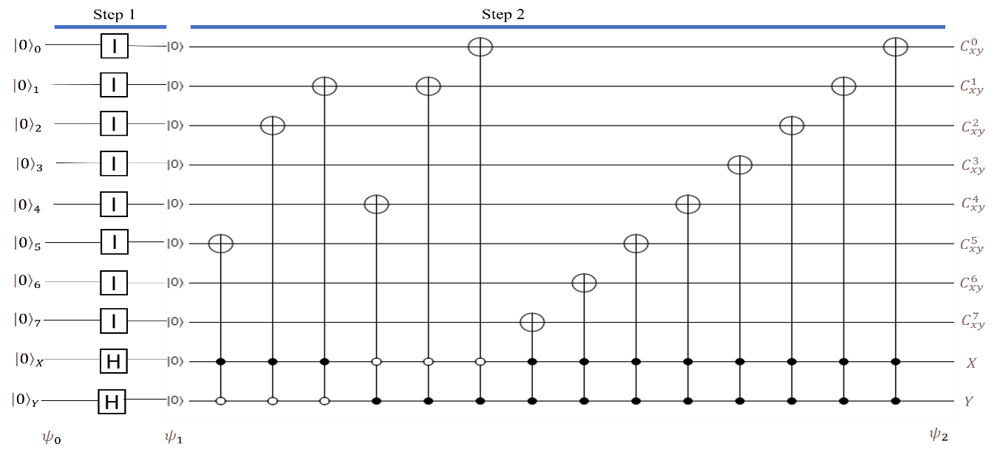 Step 1 Step 2
|0⟩₀ I |0⟩ C⁰ₓᵧ
|0⟩₁ I |0⟩ C¹ₓᵧ
|0⟩₂ I |0⟩ C²ₓᵧ
|0⟩₃ I |0⟩ C³ₓᵧ
|0⟩₄ I |0⟩ C⁴ₓᵧ
|0⟩₅ I |0⟩ C⁵ₓᵧ
|0⟩₆ I |0⟩ C⁶ₓᵧ
|0⟩₇ I |0⟩ C⁷ₓᵧ
|0⟩_X H |0⟩ X
|0⟩_Y H |0⟩ Y
ψ₀ ψ₁ ψ₂